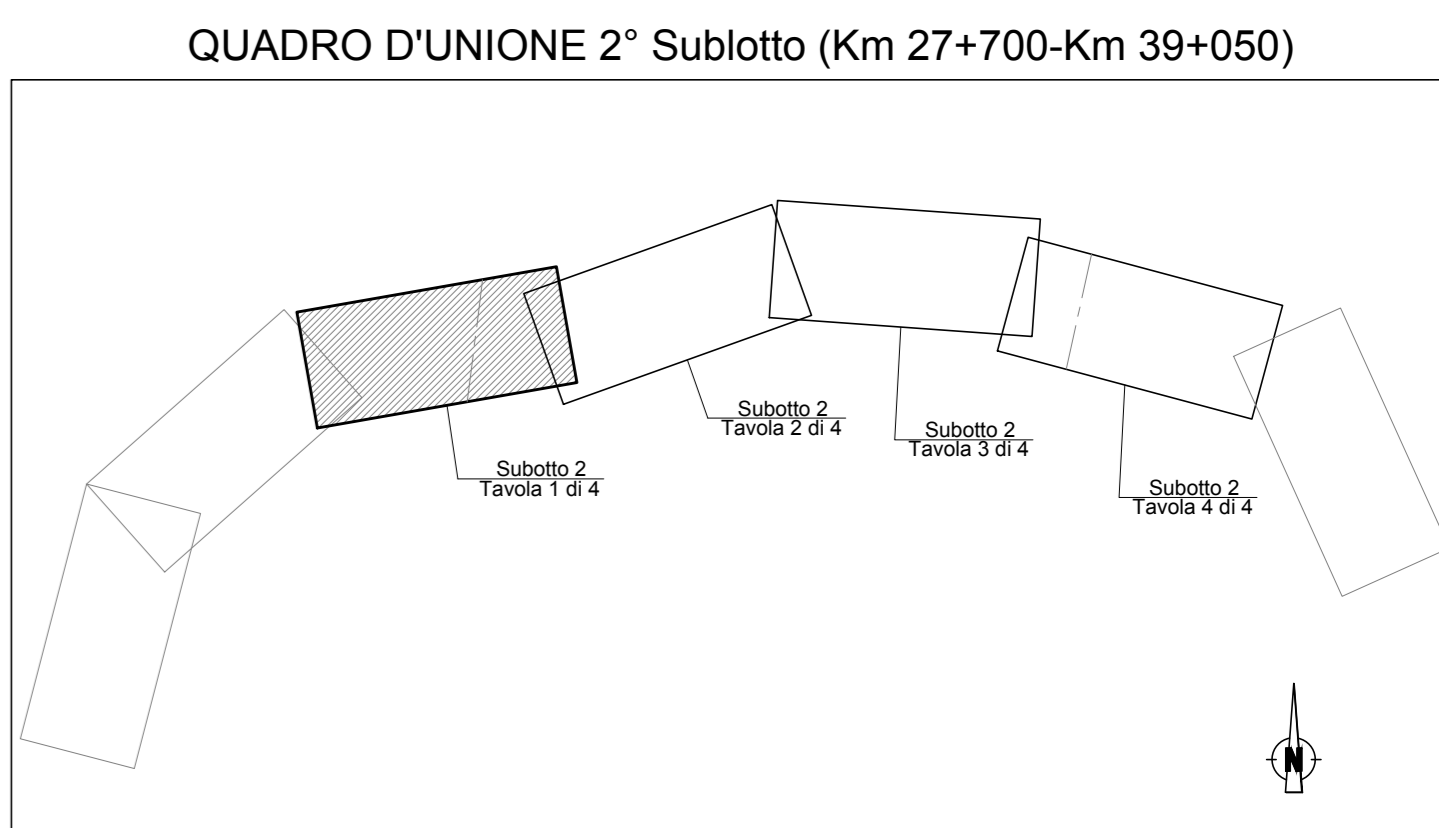 QUADRO D'UNIONE 2° Sublotto (Km 27+700-Km 39+050)
Subotto 2
Tavola 1 di 4
Subotto 2
Tavola 2 di 4
Subotto 2
Tavola 3 di 4
Subotto 2
Tavola 4 di 4
N